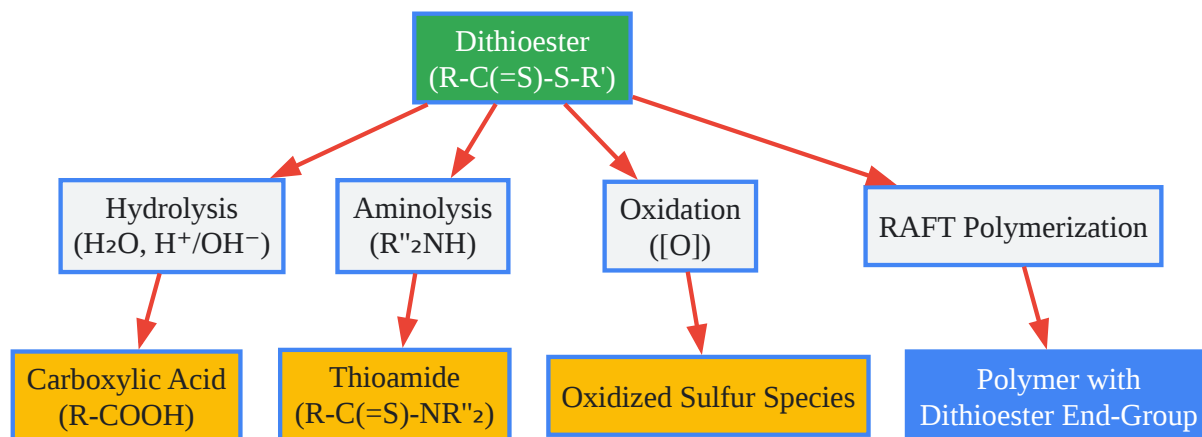 Dithioester
(R-C(=S)-S-R')
Hydrolysis
(H₂O, H⁺/OH⁻)
Aminolysis
(R"₂NH)
Oxidation
([O])
RAFT Polymerization
Carboxylic Acid
(R-COOH)
Thioamide
(R-C(=S)-NR"₂)
Oxidized Sulfur Species
Polymer with
Dithioester End-Group